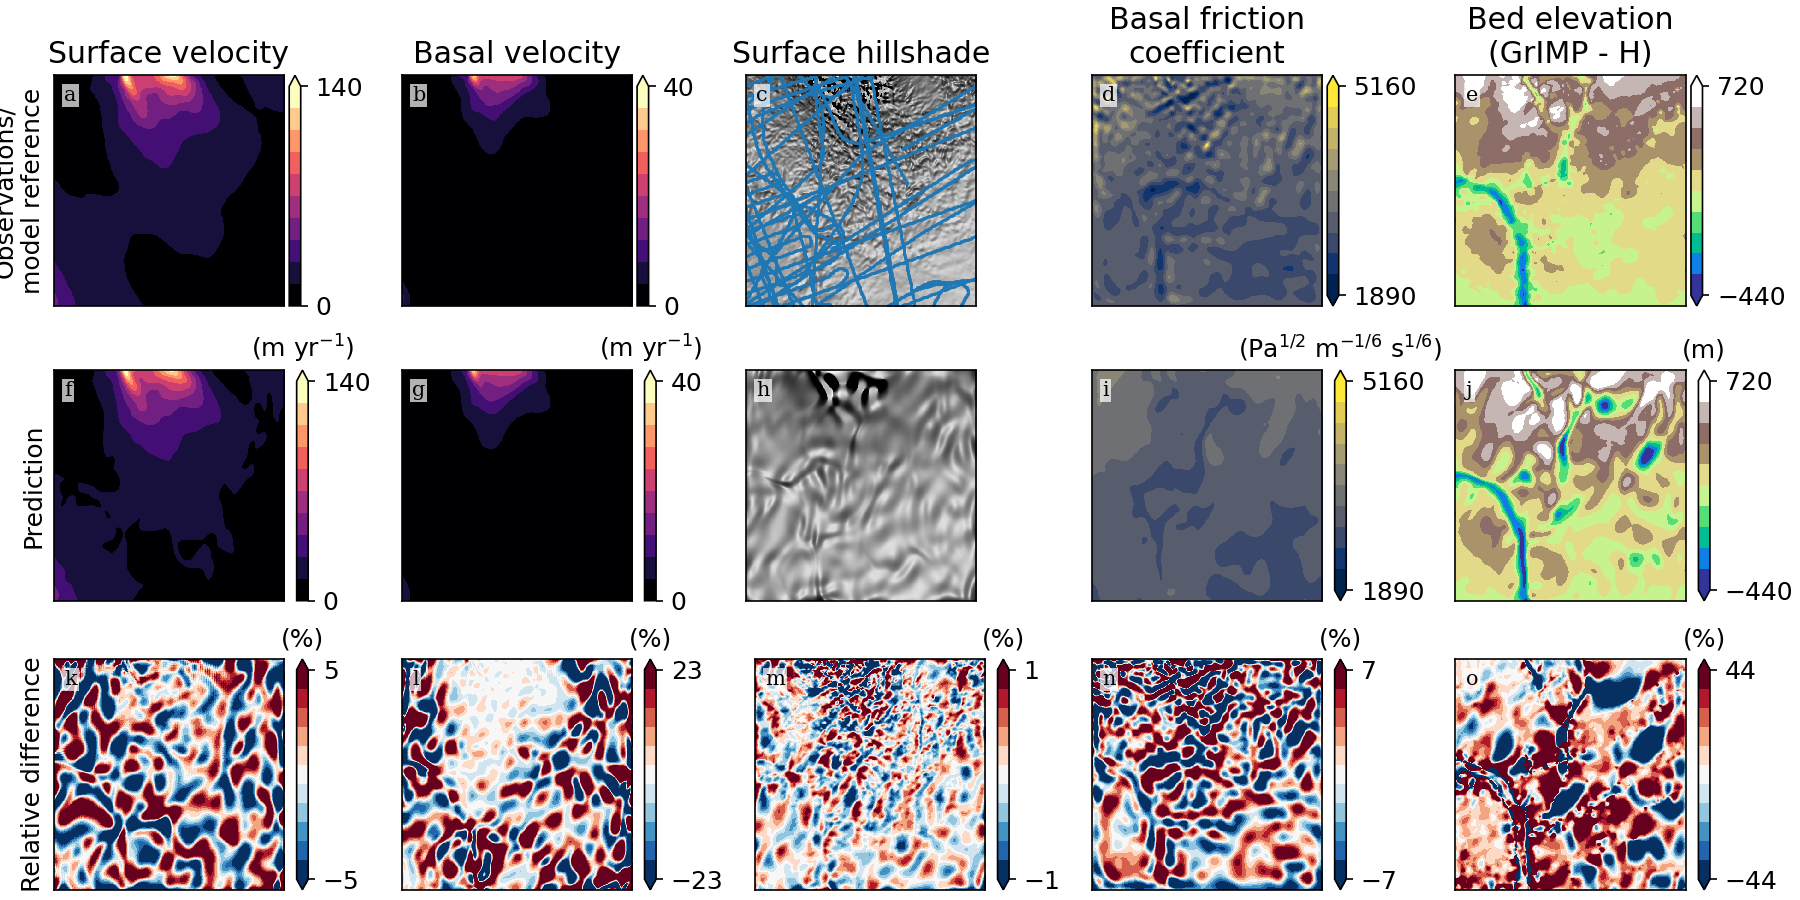 Surface velocity
Basal velocity
Surface hillshade
Basal friction
coefficient
Bed elevation
(GrIMP - H)
Observations/
model reference
a
140
0
b
40
0
c
d
5160
1890
e
720
−440
(m yr−1)
(m yr−1)
(Pa1/2 m−1/6 s1/6)
(m)
Prediction
f
140
0
g
40
0
h
i
5160
1890
j
720
−440
(%)
(%)
(%)
(%)
(%)
Relative difference
k
5
−5
l
23
−23
m
1
−1
n
7
−7
o
44
−44